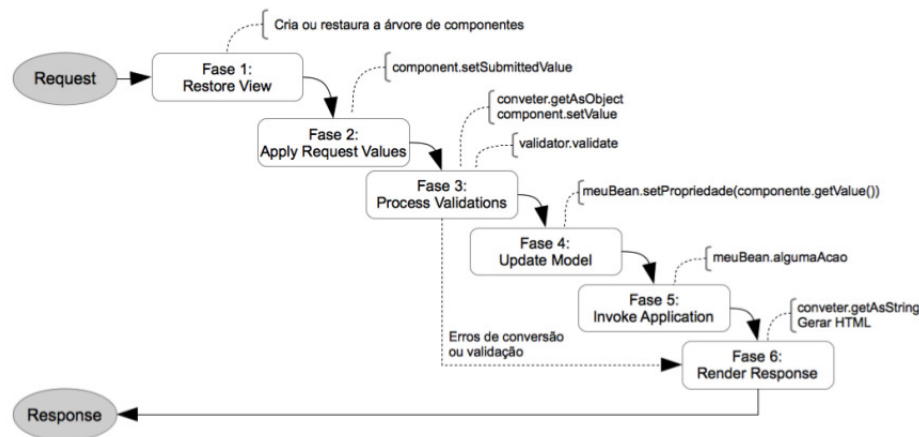 Cria ou restaura a árvore de componentes
Request
Fase 1:
Restore View
component.setSubmittedValue
Fase 2:
Apply Request Values
conveter.getAsObject
component.setValue
validator.validate
Fase 3:
Process Validations
meuBean.setPropriedade(componente.getValue())
Fase 4:
Update Model
meuBean.algumaAcao
Fase 5:
Invoke Application
conveter.getAsString
Gerar HTML
Erros de conversão
ou validação
Fase 6:
Render Response
Response